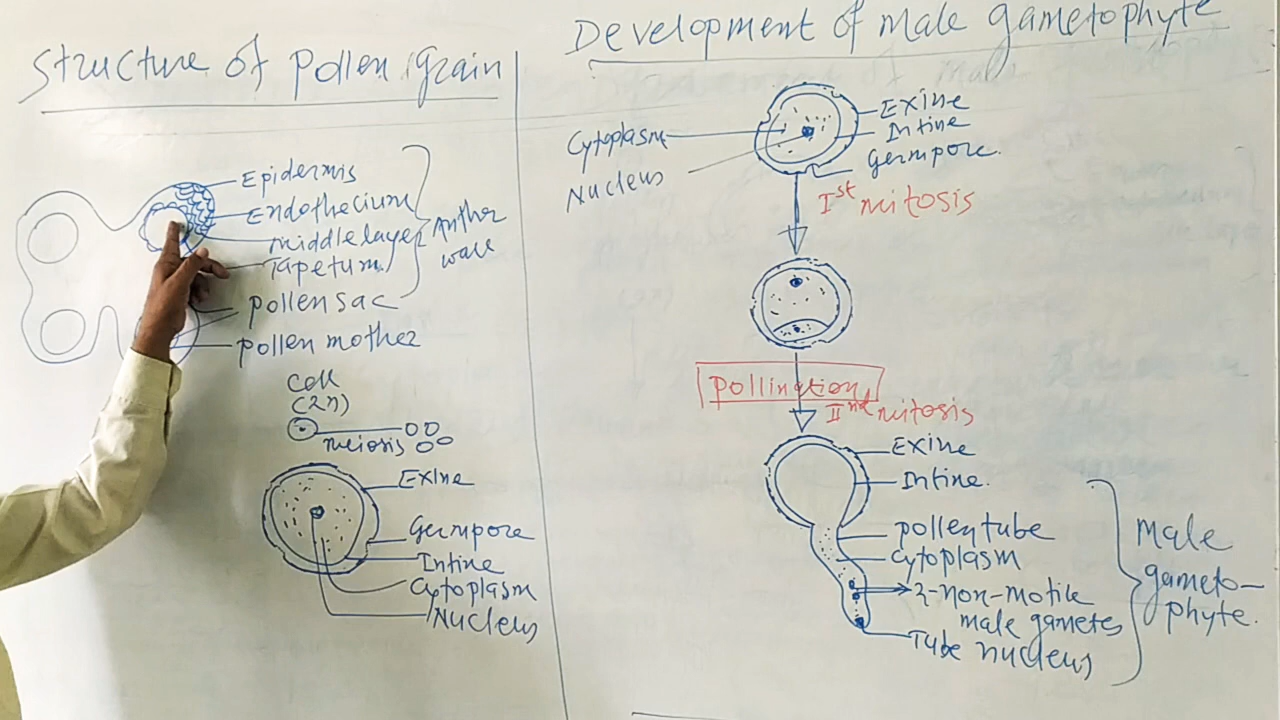 Structure of Pollen grain
Epidermis
Endothecium
middle layer
Tapetum
Anther
wall
Pollen sac
Pollen mother
Cell
(2n)
meiosis
Exine
Germpore
Intine
Cytoplasm
Nucleus
Development of male gametophyte
Exine
Intine
Germpore.
Cytoplasm
Nucleus
Ist mitosis
Pollination
IInd mitosis
Exine
Intine.
pollentube
Cytoplasm
2-non-motile
male gametes
Tube nucleus
Male
gameto-
phyte.